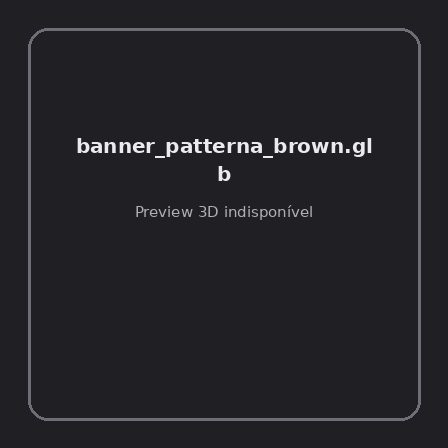 banner_patterna_brown.gl
b
Preview 3D indisponível